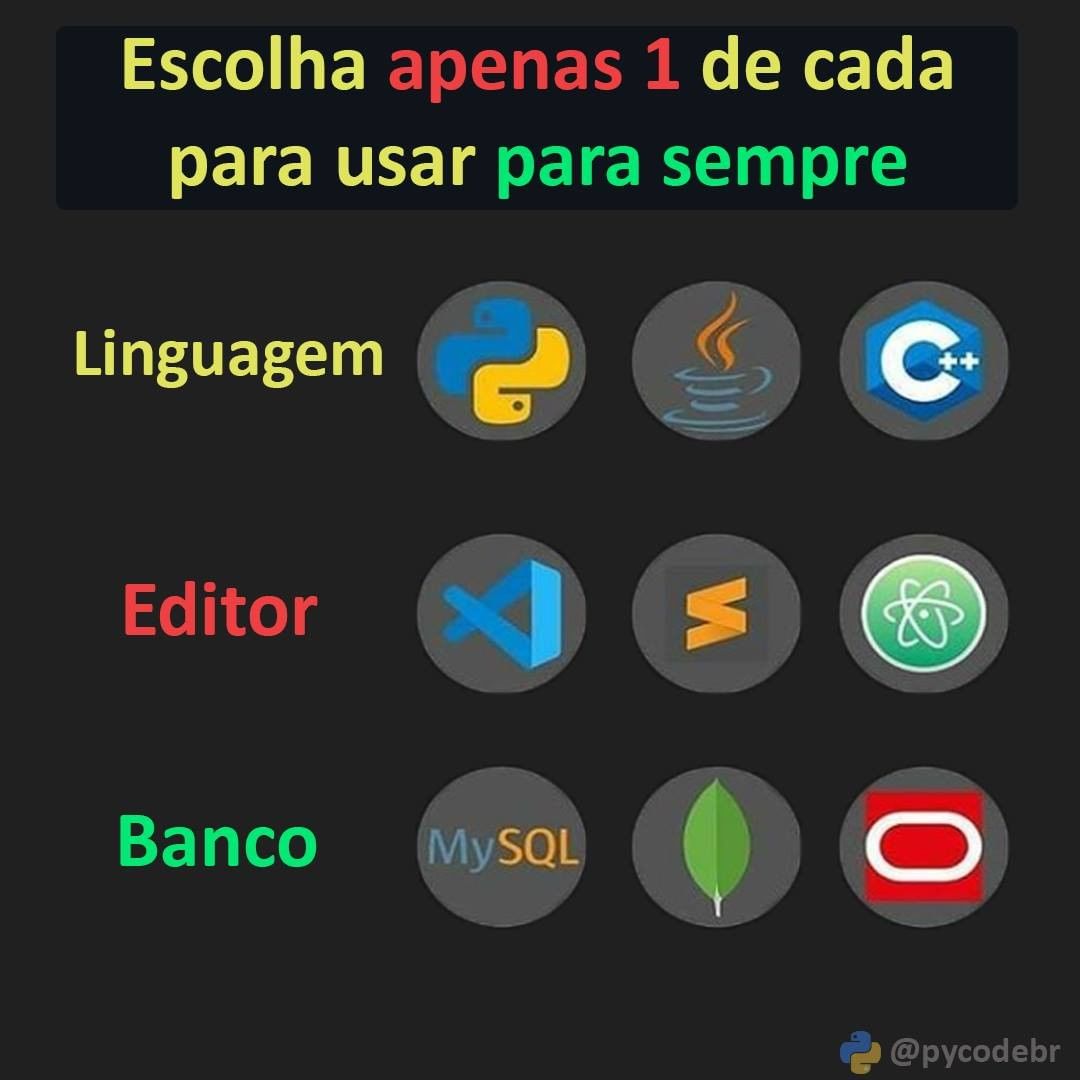 Escolha apenas 1 de cada
para usar para sempre
Linguagem
C++
Editor
Banco
MySQL
@pycodebr